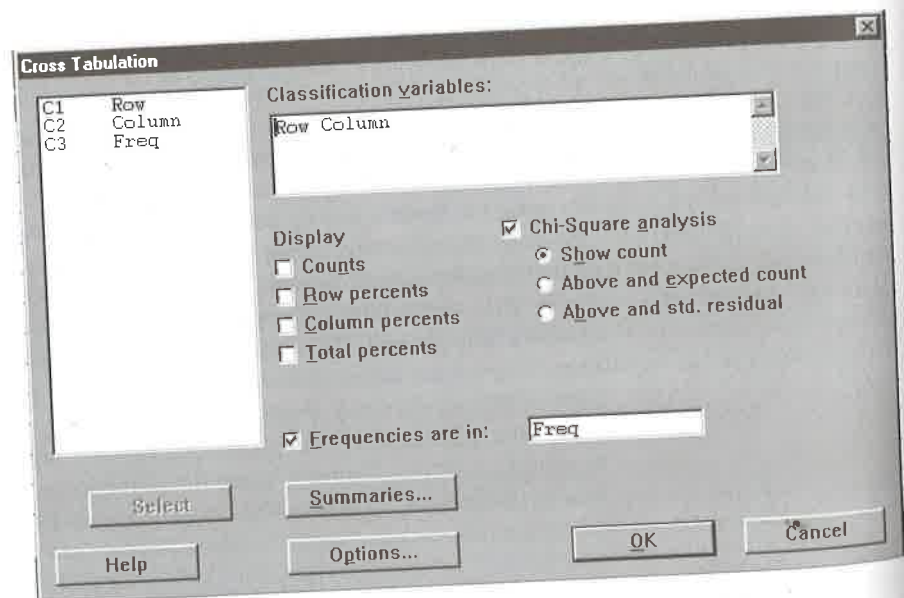 Cross Tabulation
C1 Row
C2 Column
C3 Freq
Classification variables:
Row Column
Display
Counts
Row percents
Column percents
Total percents
Chi-Square analysis
Show count
Above and expected count
Above and std. residual
Frequencies are in: Freq
Select
Summaries...
Help
Options...
OK
Cancel